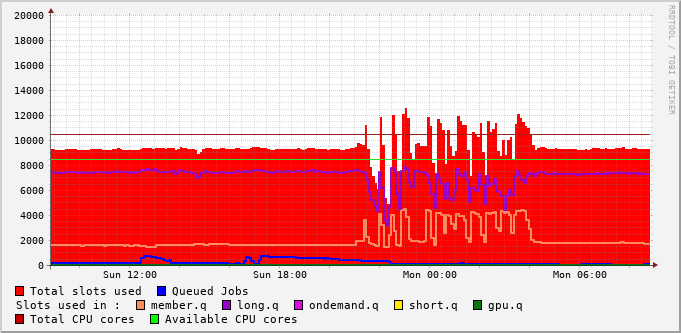 RRDTOOL / TOBI OETIKER
20000
18000
16000
14000
12000
10000
8000
6000
4000
2000
0
Sun 12:00 Sun 18:00 Mon 00:00 Mon 06:00
Total slots used Queued Jobs
Slots used in : member.q long.q ondemand.q short.q gpu.q
Total CPU cores Available CPU cores